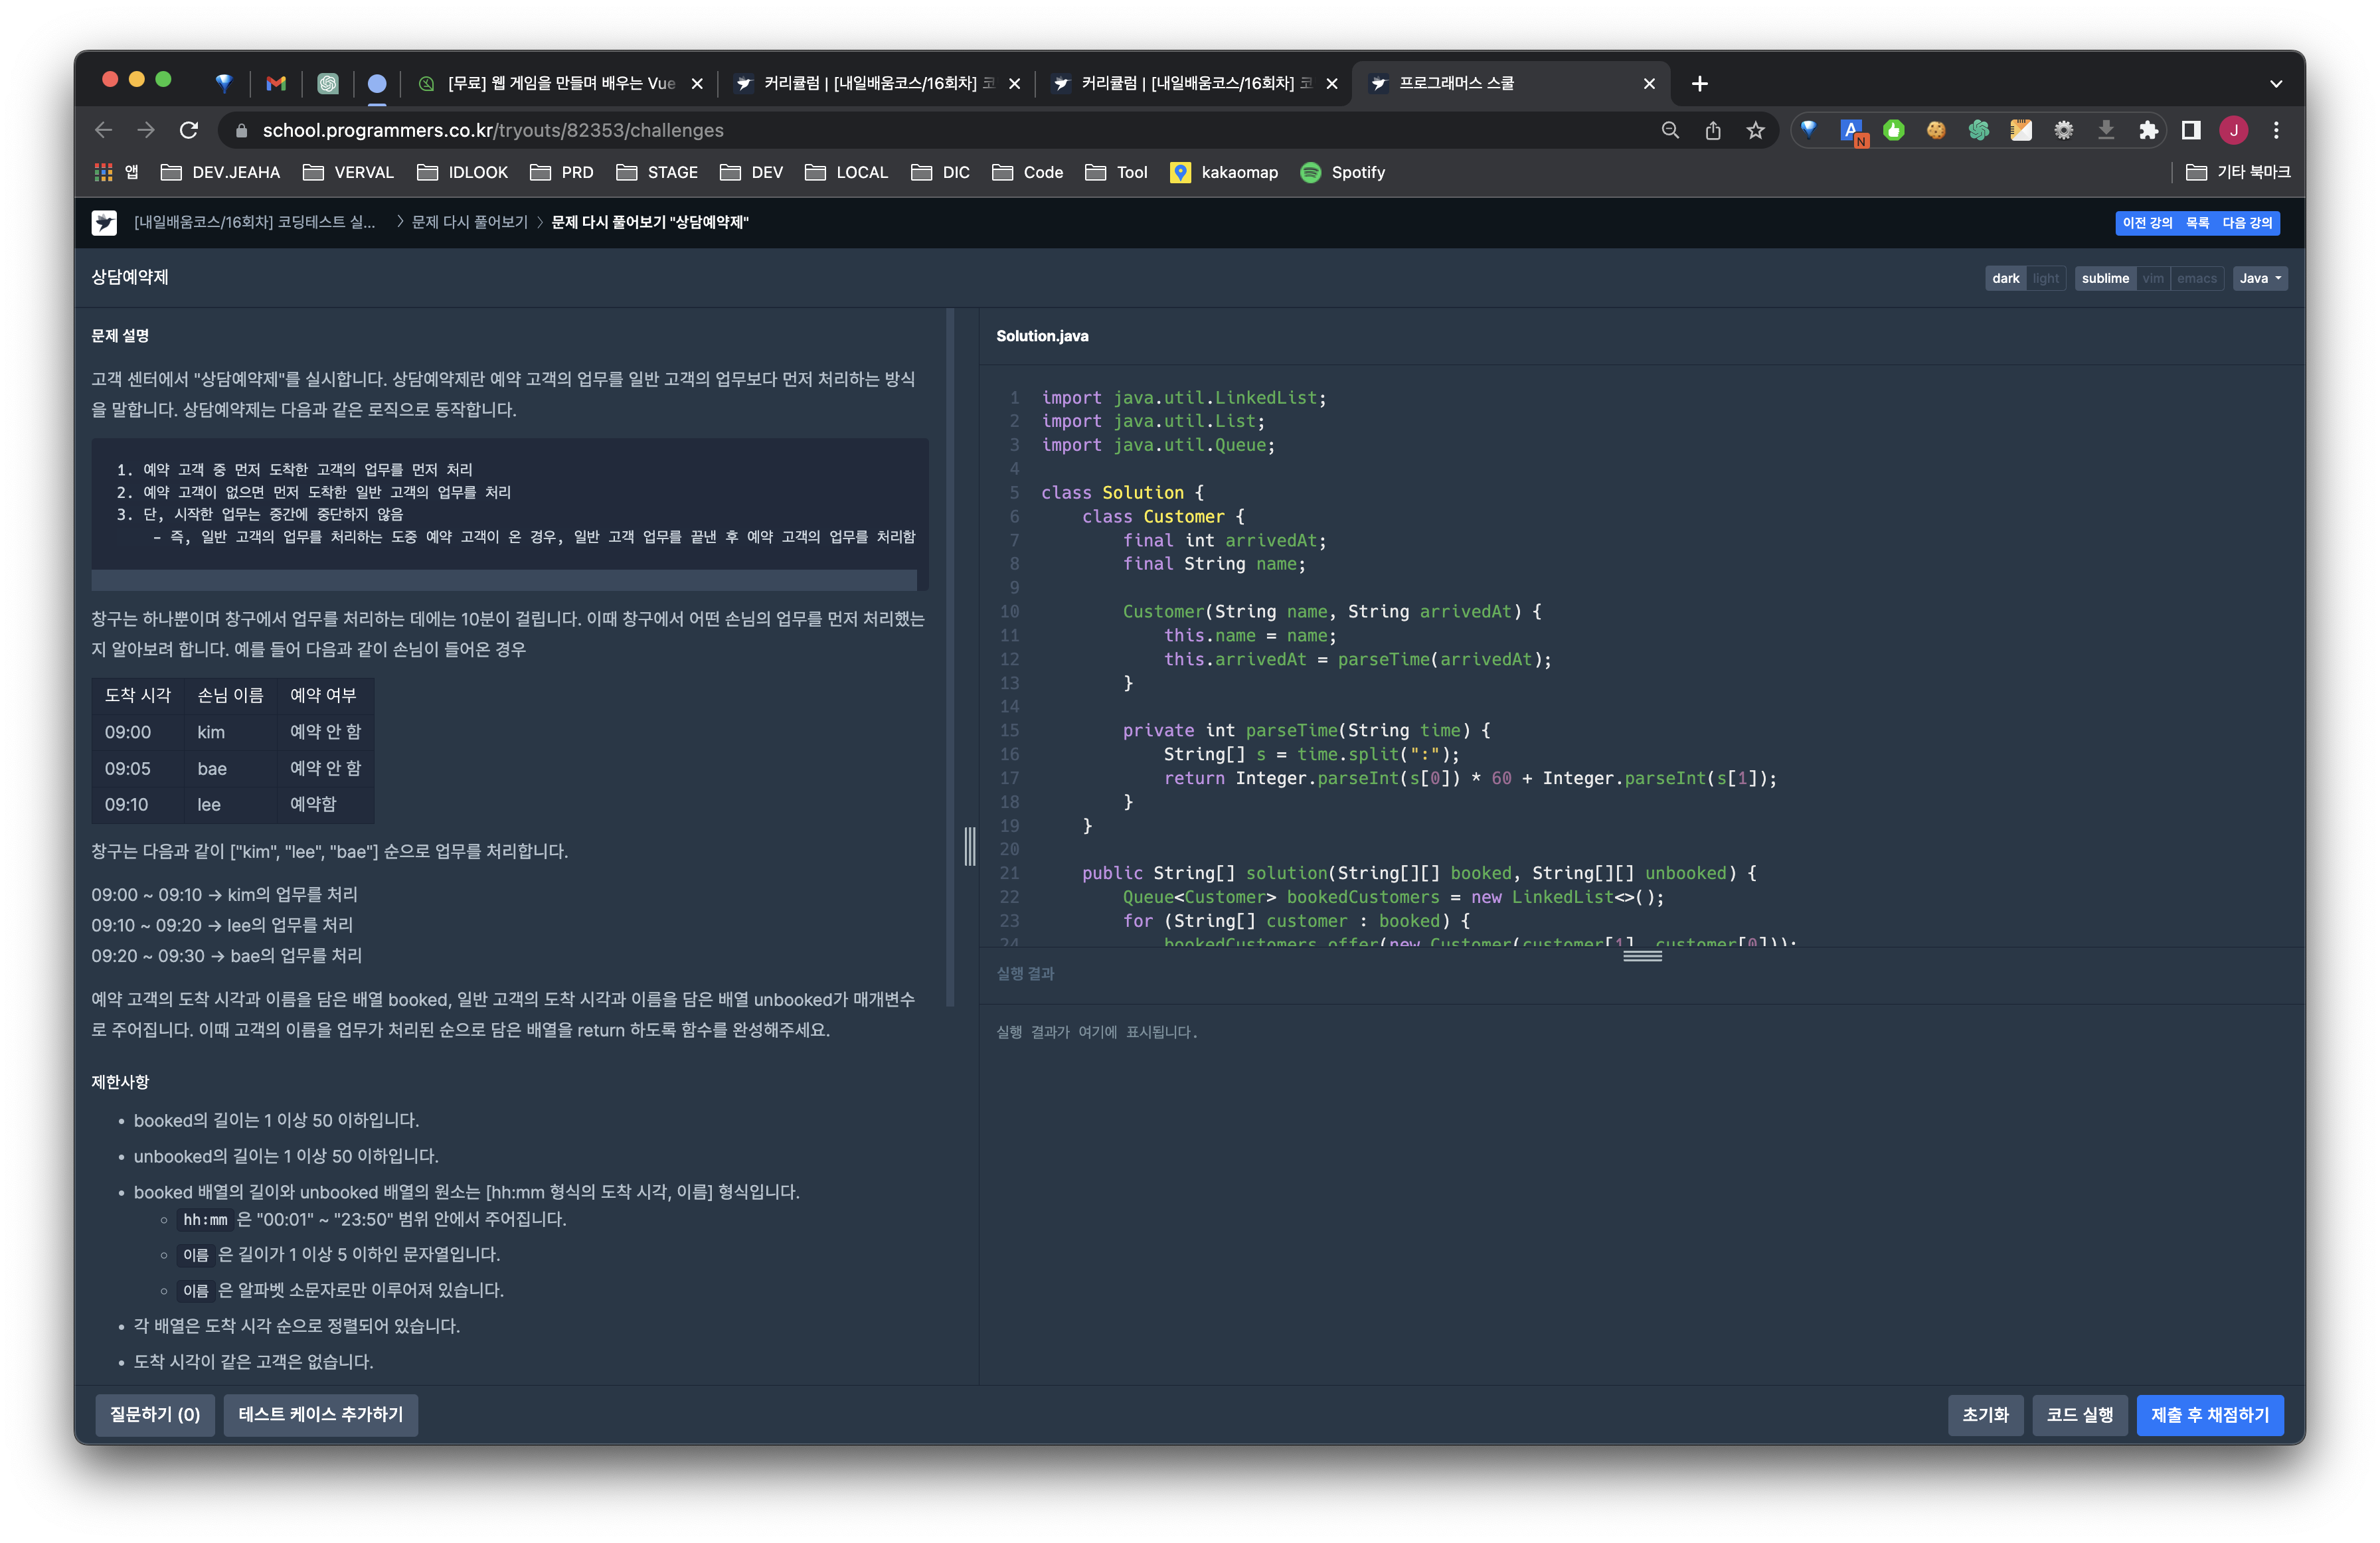 [무료] 웹 게임을 만들며 배우는 Vue
커리큘럼 | [내일배움코스/16회차] 코
커리큘럼 | [내일배움코스/16회차] 코
프로그래머스 스쿨
school.programmers.co.kr/tryouts/82353/challenges
A
N
J
앱
DEV.JEAHA
VERVAL
IDLOOK
PRD
STAGE
DEV
LOCAL
DIC
Code
Tool
kakaomap
Spotify
기타 북마크
[내일배움코스/16회차] 코딩테스트 실... > 문제 다시 풀어보기 > 문제 다시 풀어보기 "상담예약제"
이전 강의 목록 다음 강의
상담예약제
dark light sublime vim emacs Java
문제 설명
고객 센터에서 "상담예약제"를 실시합니다. 상담예약제란 예약 고객의 업무를 일반 고객의 업무보다 먼저 처리하는 방식
을 말합니다. 상담예약제는 다음과 같은 로직으로 동작합니다.
1. 예약 고객 중 먼저 도착한 고객의 업무를 먼저 처리
2. 예약 고객이 없으면 먼저 도착한 일반 고객의 업무를 처리
3. 단, 시작한 업무는 중간에 중단하지 않음
- 즉, 일반 고객의 업무를 처리하는 도중 예약 고객이 온 경우, 일반 고객 업무를 끝낸 후 예약 고객의 업무를 처리함
창구는 하나뿐이며 창구에서 업무를 처리하는 데에는 10분이 걸립니다. 이때 창구에서 어떤 손님의 업무를 먼저 처리했는
지 알아보려 합니다. 예를 들어 다음과 같이 손님이 들어온 경우
도착 시각 손님 이름 예약 여부
09:00 kim 예약 안 함
09:05 bae 예약 안 함
09:10 lee 예약함
창구는 다음과 같이 ["kim", "lee", "bae"] 순으로 업무를 처리합니다.
09:00 ~ 09:10 → kim의 업무를 처리
09:10 ~ 09:20 → lee의 업무를 처리
09:20 ~ 09:30 → bae의 업무를 처리
예약 고객의 도착 시각과 이름을 담은 배열 booked, 일반 고객의 도착 시각과 이름을 담은 배열 unbooked가 매개변수
로 주어집니다. 이때 고객의 이름을 업무가 처리된 순으로 담은 배열을 return 하도록 함수를 완성해주세요.
제한사항
• booked의 길이는 1 이상 50 이하입니다.
• unbooked의 길이는 1 이상 50 이하입니다.
• booked 배열의 길이와 unbooked 배열의 원소는 [hh:mm 형식의 도착 시각, 이름] 형식입니다.
◦ hh:mm 은 "00:01" ~ "23:50" 범위 안에서 주어집니다.
◦ 이름 은 길이가 1 이상 5 이하인 문자열입니다.
◦ 이름 은 알파벳 소문자로만 이루어져 있습니다.
• 각 배열은 도착 시각 순으로 정렬되어 있습니다.
• 도착 시각이 같은 고객은 없습니다.
Solution.java
1 import java.util.LinkedList;
2 import java.util.List;
3 import java.util.Queue;
4
5 class Solution {
6 class Customer {
7 final int arrivedAt;
8 final String name;
9
10 Customer(String name, String arrivedAt) {
11 this.name = name;
12 this.arrivedAt = parseTime(arrivedAt);
13 }
14
15 private int parseTime(String time) {
16 String[] s = time.split(":");
17 return Integer.parseInt(s[0]) * 60 + Integer.parseInt(s[1]);
18 }
19 }
20
21 public String[] solution(String[][] booked, String[][] unbooked) {
22 Queue<Customer> bookedCustomers = new LinkedList<>();
23 for (String[] customer : booked) {
24 bookedCustomers.offer(new Customer(customer[1], customer[0]));
실행 결과
실행 결과가 여기에 표시됩니다.
질문하기 (0) 테스트 케이스 추가하기
초기화 코드 실행 제출 후 채점하기